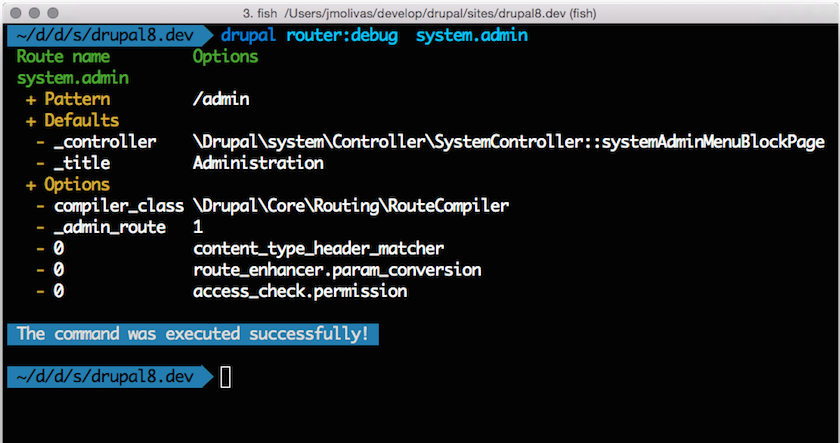 3. fish /Users/jmolivas/develop/drupal/sites/drupal8.dev (fish)
~/d/d/s/drupal8.dev drupal router:debug system.admin
Route name Options
system.admin
+ Pattern /admin
+ Defaults
- _controller \Drupal\system\Controller\SystemController::systemAdminMenuBlockPage
- _title Administration
+ Options
- compiler_class \Drupal\Core\Routing\RouteCompiler
- _admin_route 1
- 0 content_type_header_matcher
- 0 route_enhancer.param_conversion
- 0 access_check.permission
The command was executed successfully!
~/d/d/s/drupal8.dev